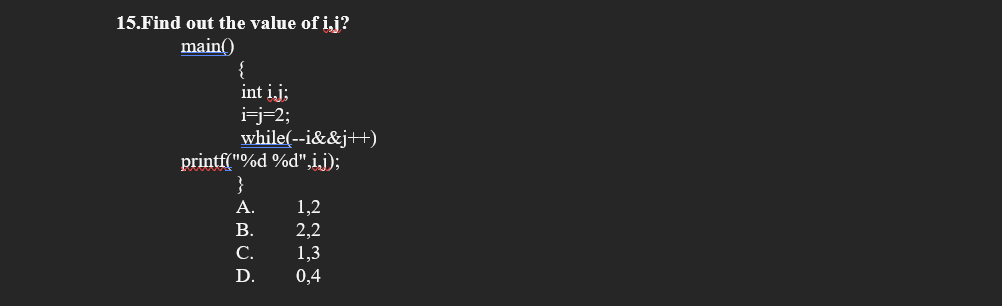 15.Find out the value of i,j?
main()
{
int i,j;
i=j=2;
while(--i&&j++)
printf("%d %d",i,j);
}
A. 1,2
B. 2,2
C. 1,3
D. 0,4